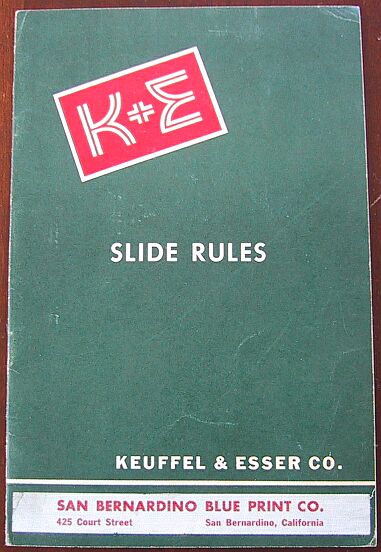 K+E
SLIDE RULES
KEUFFEL & ESSER CO.
SAN BERNARDINO BLUE PRINT CO.
425 Court Street San Bernardino, California